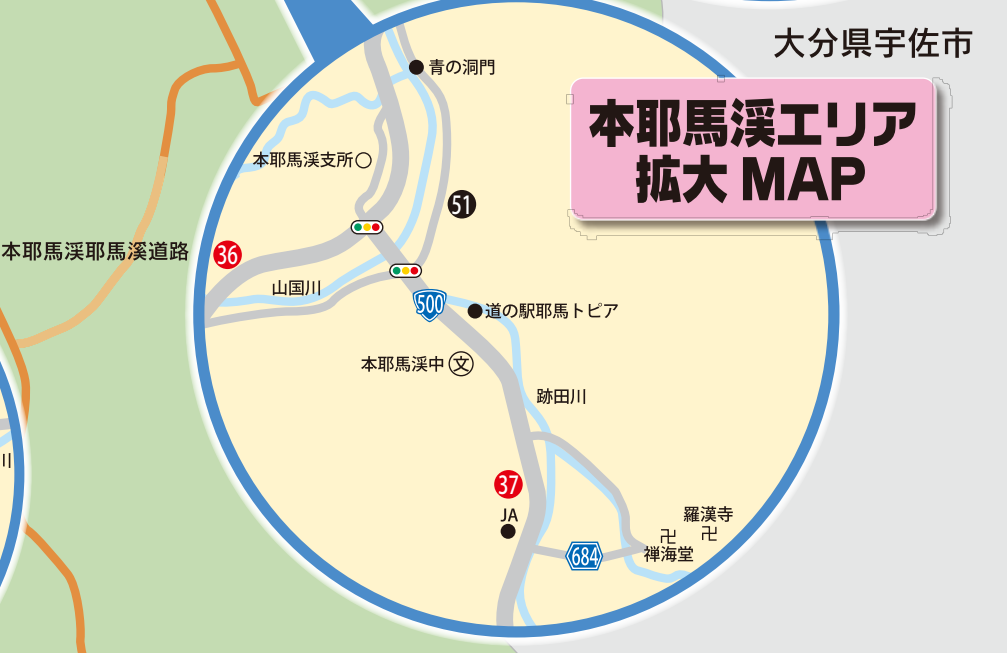 大分県宇佐市
本耶馬渓エリア
拡大 MAP
青の洞門
本耶馬渓支所
51
本耶馬渓耶馬渓道路
36
山国川
500
道の駅耶馬トピア
本耶馬渓中
文
跡田川
37
JA
羅漢寺
卍
卍
禅海堂
684
川